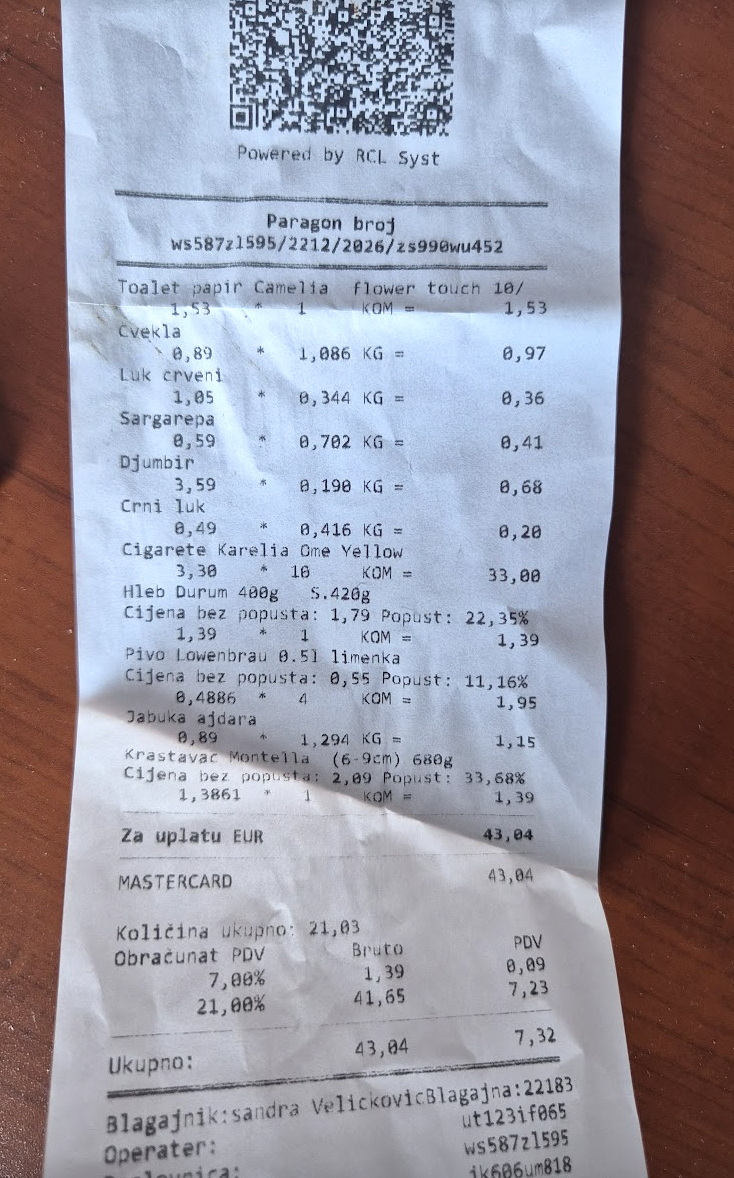 Powered by RCL Syst
Paragon broj
ws587zl595/2212/2026/zs990wu452
Toalet papir Camelia flower touch 10/
1,53 * 1 KOM = 1,53
Cvekla
0,89 * 1,086 KG = 0,97
Luk crveni
1,05 * 0,344 KG = 0,36
Sargarepa
0,59 * 0,702 KG = 0,41
Djumbir
3,59 * 0,190 KG = 0,68
Crni luk
0,49 * 0,416 KG = 0,20
Cigarete Karelia Ome Yellow
3,30 * 10 KOM = 33,00
Hleb Durum 400g S.420g
Cijena bez popusta: 1,79 Popust: 22,35%
1,39 * 1 KOM = 1,39
Pivo Lowenbrau 0.5l limenka
Cijena bez popusta: 0,55 Popust: 11,16%
0,4886 * 4 KOM = 1,95
Jabuka ajdara
0,89 * 1,294 KG = 1,15
Krastavac Montella (6-9cm) 680g
Cijena bez popusta: 2,09 Popust: 33,68%
1,3861 * 1 KOM = 1,39
Za uplatu EUR 43,04
MASTERCARD 43,04
Količina ukupno: 21,03
Obračunat PDV Bruto PDV
7,00% 1,39 0,09
21,00% 41,65 7,23
Ukupno: 43,04 7,32
Blagajnik:sandra VelickovicBlagajna:22183
Operater: ut123if065
ws587zl595
ik606um818